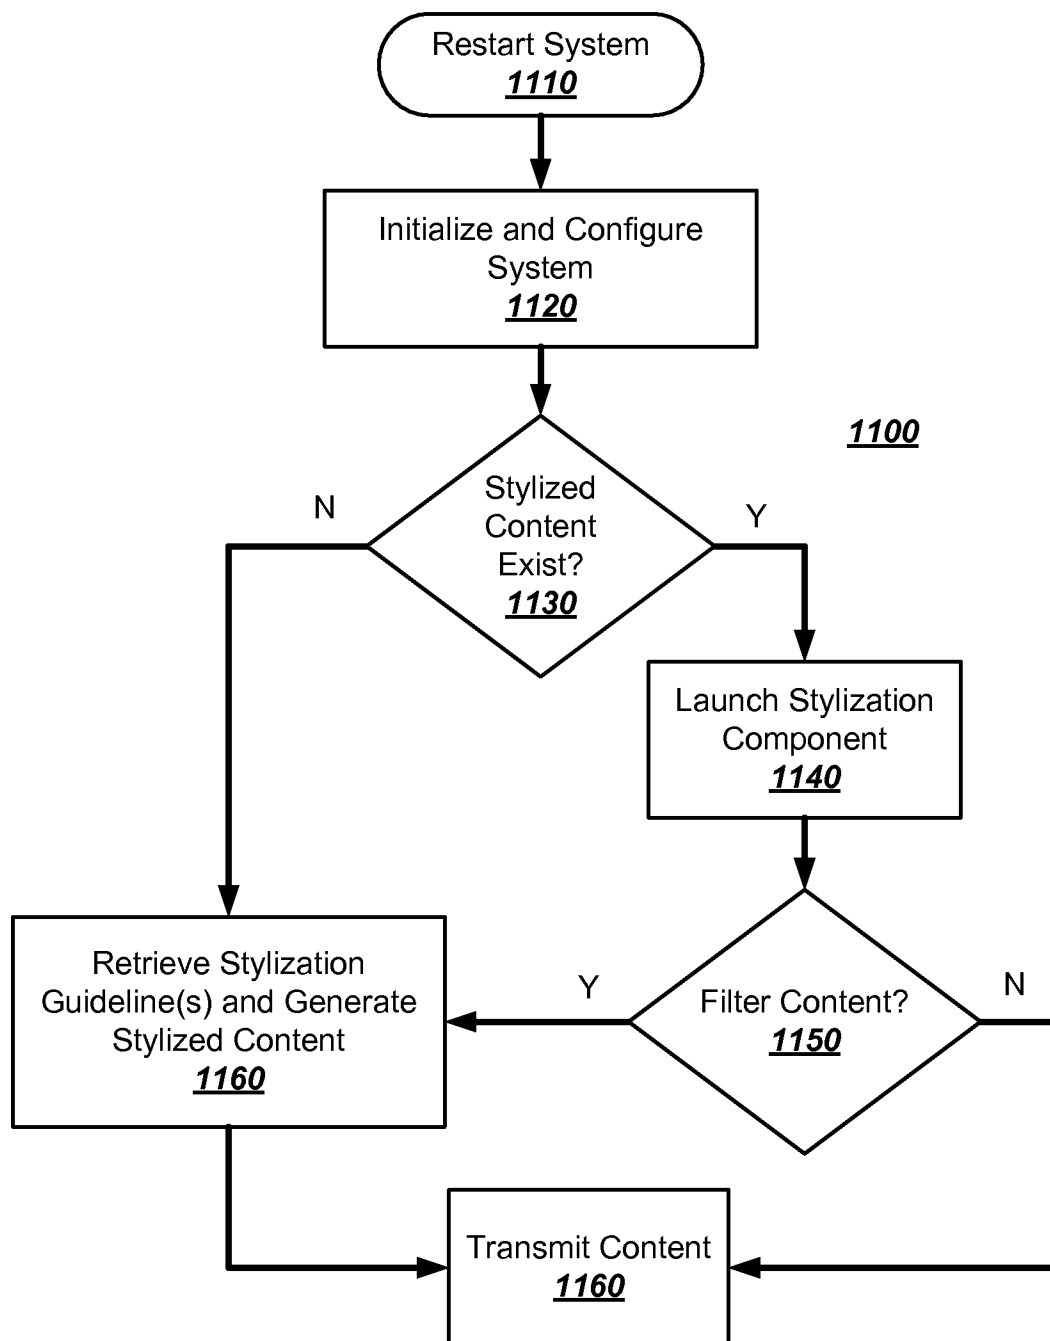 Restart System
1110
Initialize and Configure
System
1120
1100
Stylized
Content
Exist?
1130
N
Y
Launch Stylization
Component
1140
Retrieve Stylization
Guideline(s) and Generate
Stylized Content
1160
Y
Filter Content?
1150
N
Transmit Content
1160